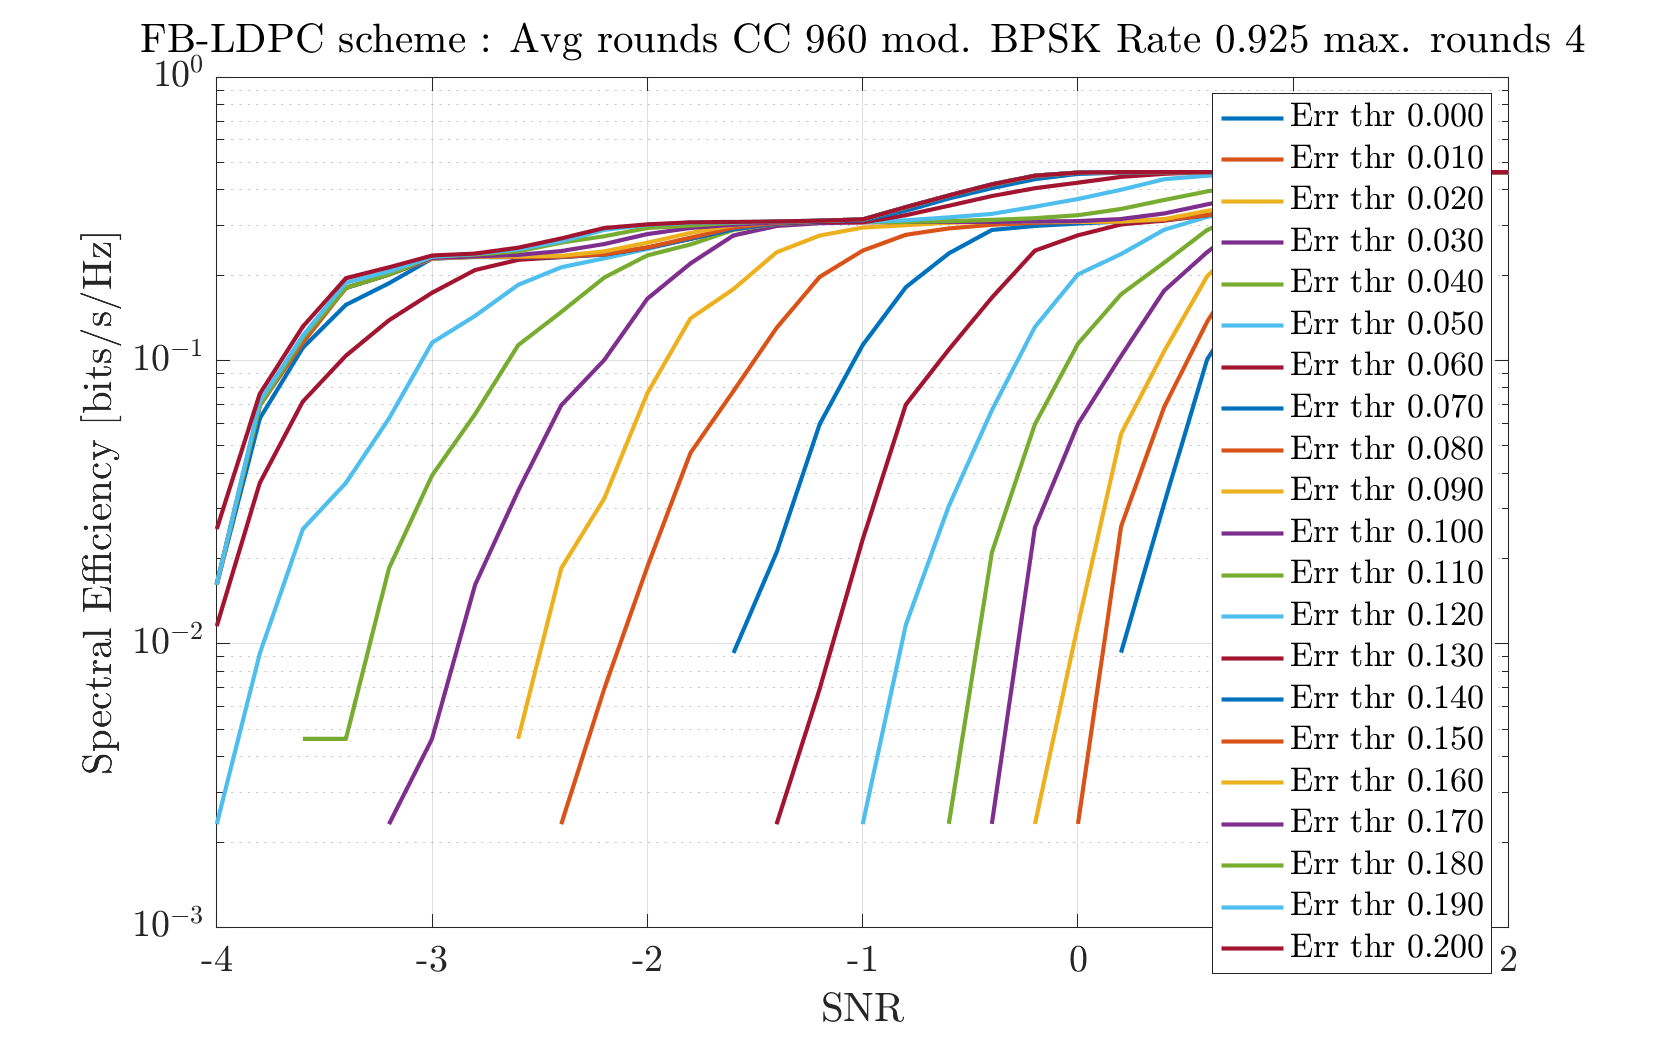 FB-LDPC scheme : Avg rounds CC 960 mod. BPSK Rate 0.925 max. rounds 4
10^0
10^-1
10^-2
10^-3
Spectral Efficiency [bits/s/Hz]
-4 -3 -2 -1 0 2
SNR
Err thr 0.000
Err thr 0.010
Err thr 0.020
Err thr 0.030
Err thr 0.040
Err thr 0.050
Err thr 0.060
Err thr 0.070
Err thr 0.080
Err thr 0.090
Err thr 0.100
Err thr 0.110
Err thr 0.120
Err thr 0.130
Err thr 0.140
Err thr 0.150
Err thr 0.160
Err thr 0.170
Err thr 0.180
Err thr 0.190
Err thr 0.200